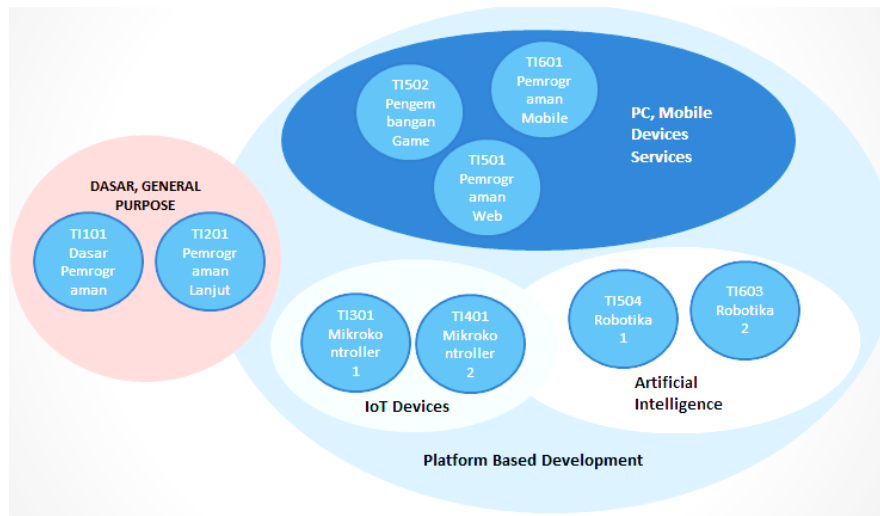 TI502
Pengem
bangan
Game
TI601
Pemrogr
aman
Mobile
TI501
Pemrogr
aman
Web
PC, Mobile
Devices
Services
DASAR, GENERAL
PURPOSE
TI101
Dasar
Pemrogr
aman
TI201
Pemrogr
aman
Lanjut
TI301
Mikroko
ntroller
1
TI401
Mikroko
ntroller
2
IoT Devices
TI504
Robotika
1
TI603
Robotika
2
Artificial
Intelligence
Platform Based Development